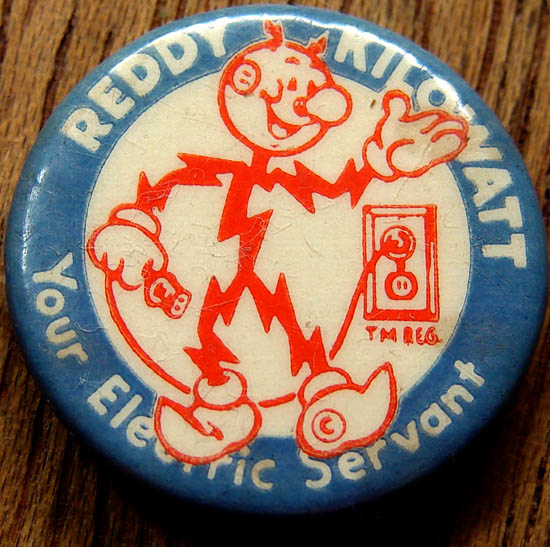 REDDY KILOWATT
TM REG.
©
Your Electric Servant